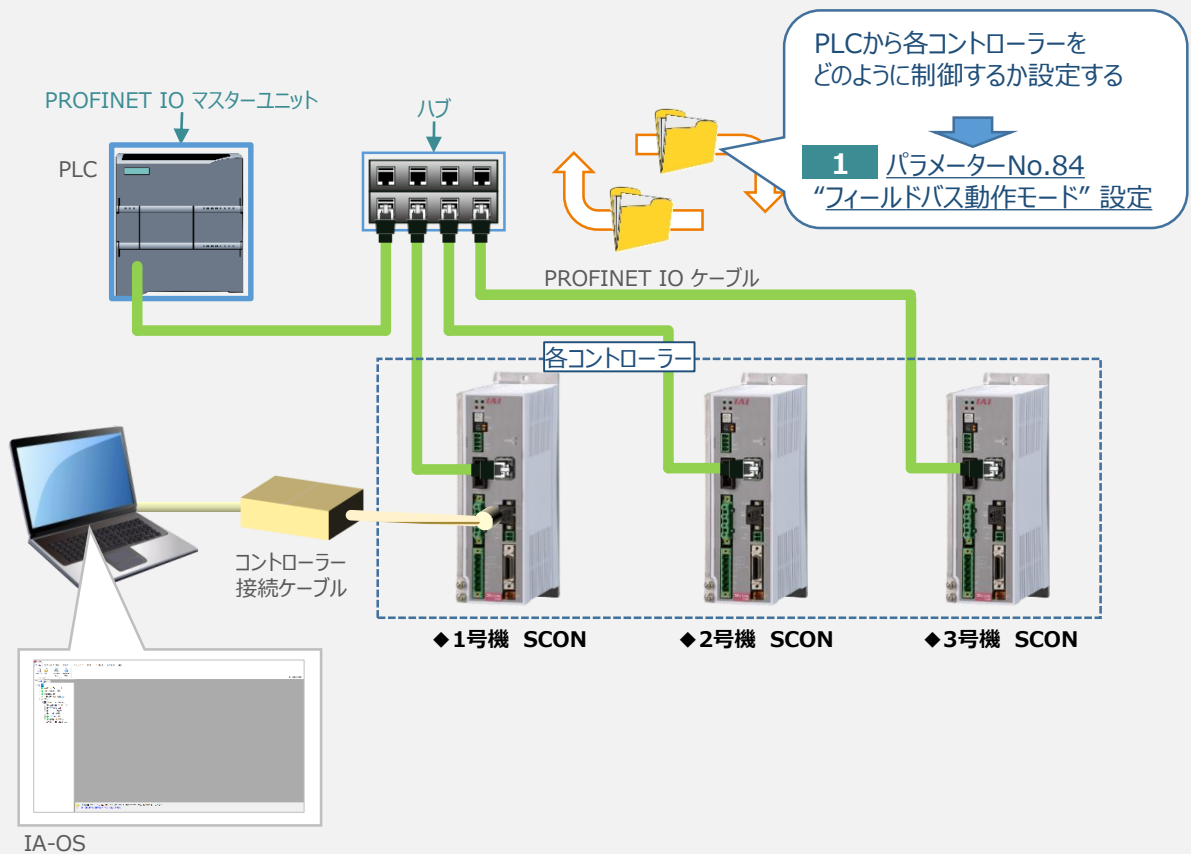 PLCから各コントローラーを
どのように制御するか設定する
1 パラメーターNo.84
“フィールドバス動作モード” 設定
PROFINET IO マスターユニット
ハブ
PLC
PROFINET IO ケーブル
各コントローラー
IAI
IAI
IAI
コントローラー
接続ケーブル
◆1号機 SCON
◆2号機 SCON
◆3号機 SCON
IA-OS